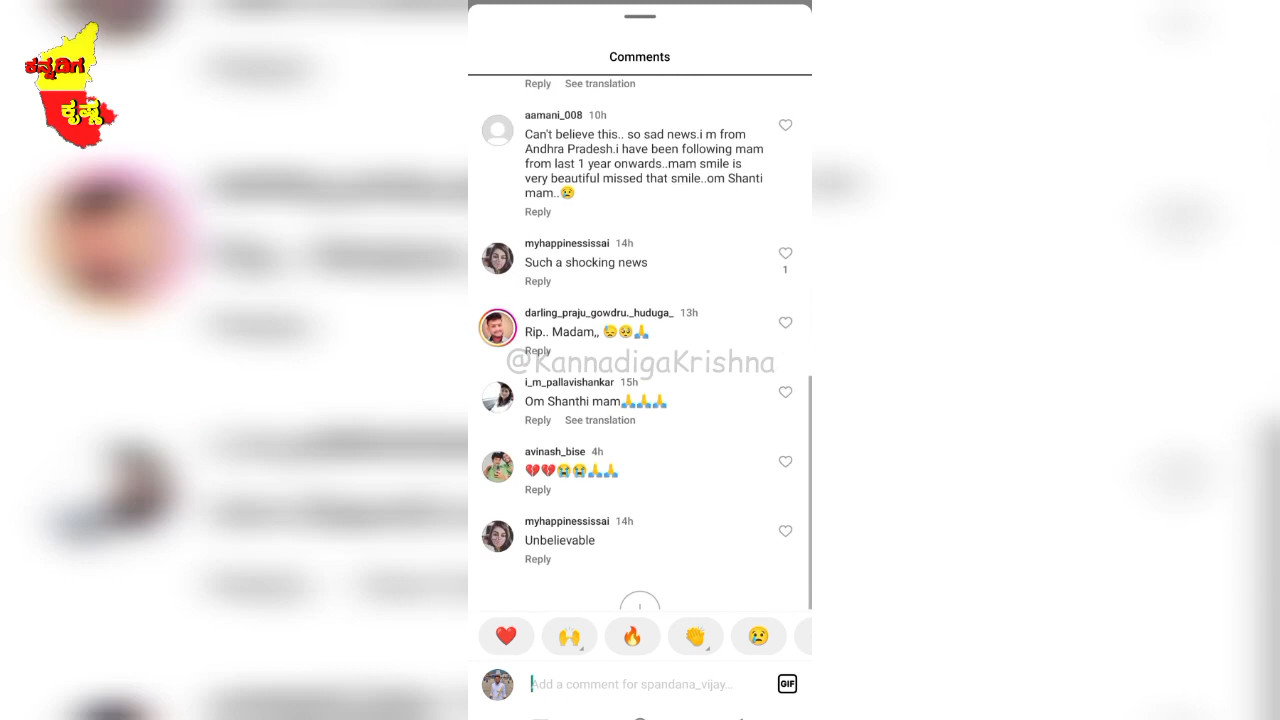 ಕನ್ನಡಿಗ
ಕೃಷ್ಣ
Comments
Reply See translation
aamani_008 10h
Can't believe this.. so sad news.i m from
Andhra Pradesh.i have been following mam
from last 1 year onwards..mam smile is
very beautiful missed that smile..om Shanti
mam..😢
Reply
myhappinessissai 14h
Such a shocking news
1
Reply
darling_praju_gowdru._huduga_ 13h
Rip.. Madam,, 😓🥺🙏
Reply
@KannadigaKrishna
i_m_pallavishankar 15h
Om Shanthi mam🙏🙏🙏
Reply See translation
avinash_bise 4h
💔💔😭😭🙏🙏
Reply
myhappinessissai 14h
Unbelievable
Reply
Add a comment for spandana_vijay...
GIF